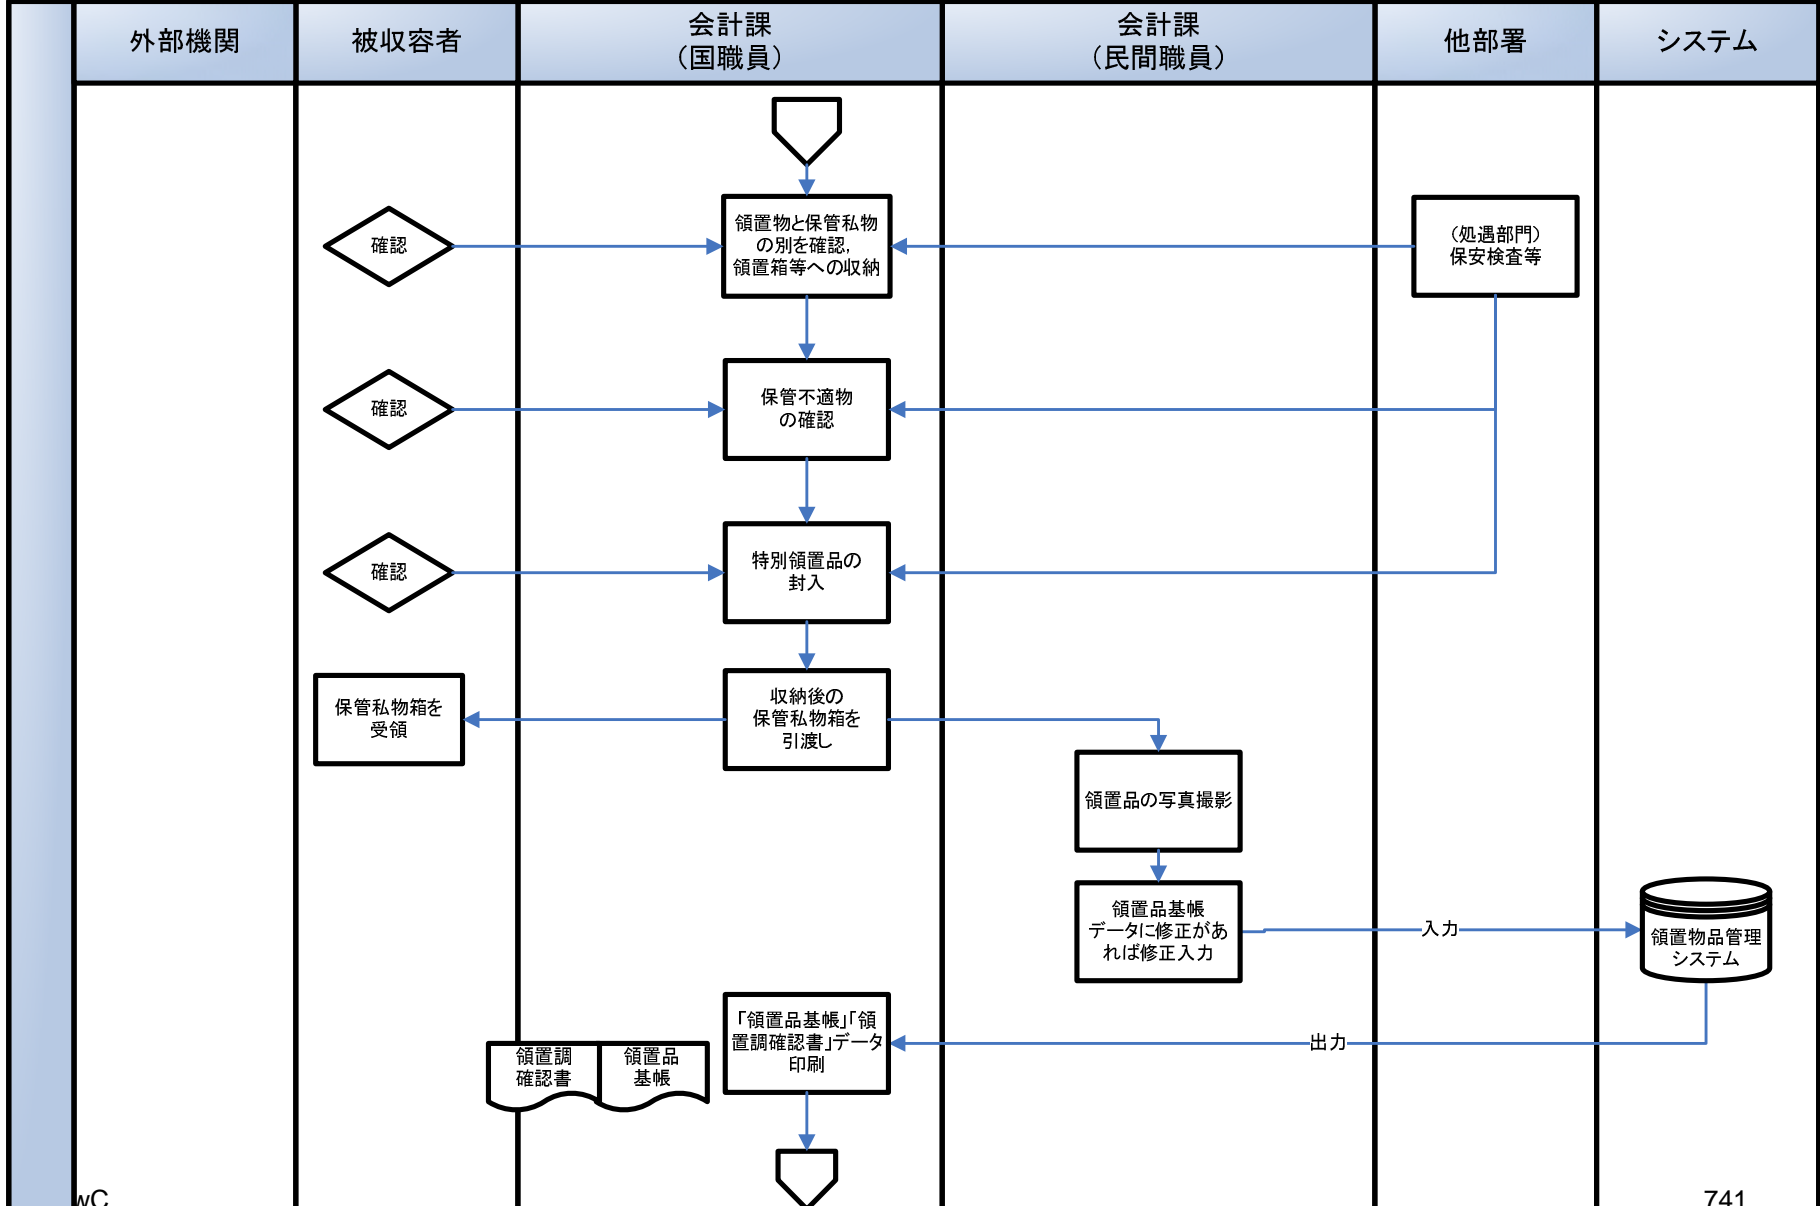 外部機関
被収容者
会計課
（国職員）
会計課
（民間職員）
他部署
システム
確認
領置物と保管私物
の別を確認，
領置箱等への収納
（処遇部門）
保安検査等
確認
保管不適物
の確認
確認
特別領置品の
封入
保管私物箱を
受領
収納後の
保管私物箱を
引渡し
領置品の写真撮影
領置品基帳
データに修正があ
れば修正入力
入力
領置物品管理
システム
「領置品基帳」「領
置調確認書」データ
印刷
出力
領置調
確認書
領置品
基帳
wC
741